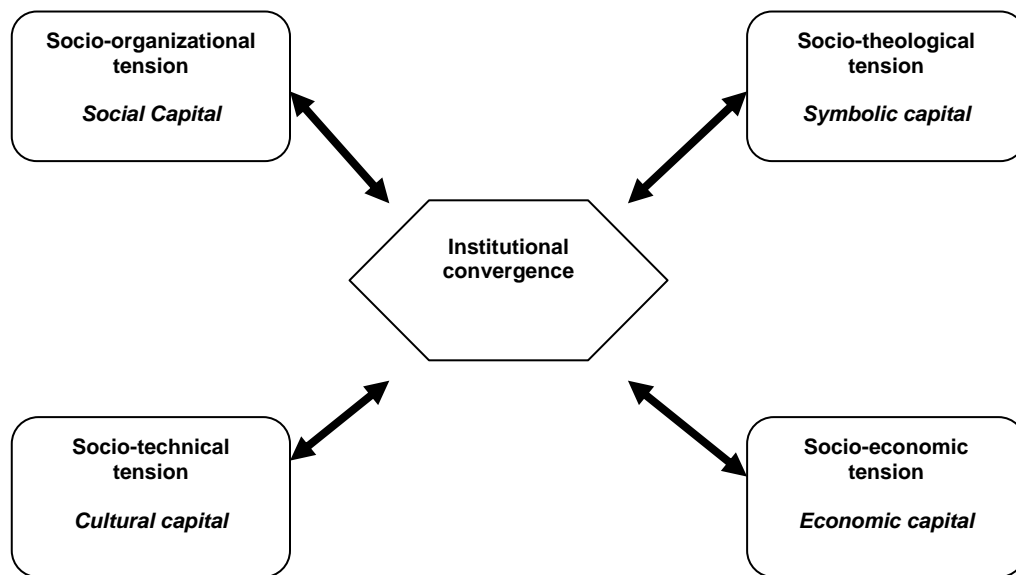 Socio-organizational
tension
Social Capital
Socio-theological
tension
Symbolic capital
Institutional
convergence
Socio-technical
tension
Cultural capital
Socio-economic
tension
Economic capital